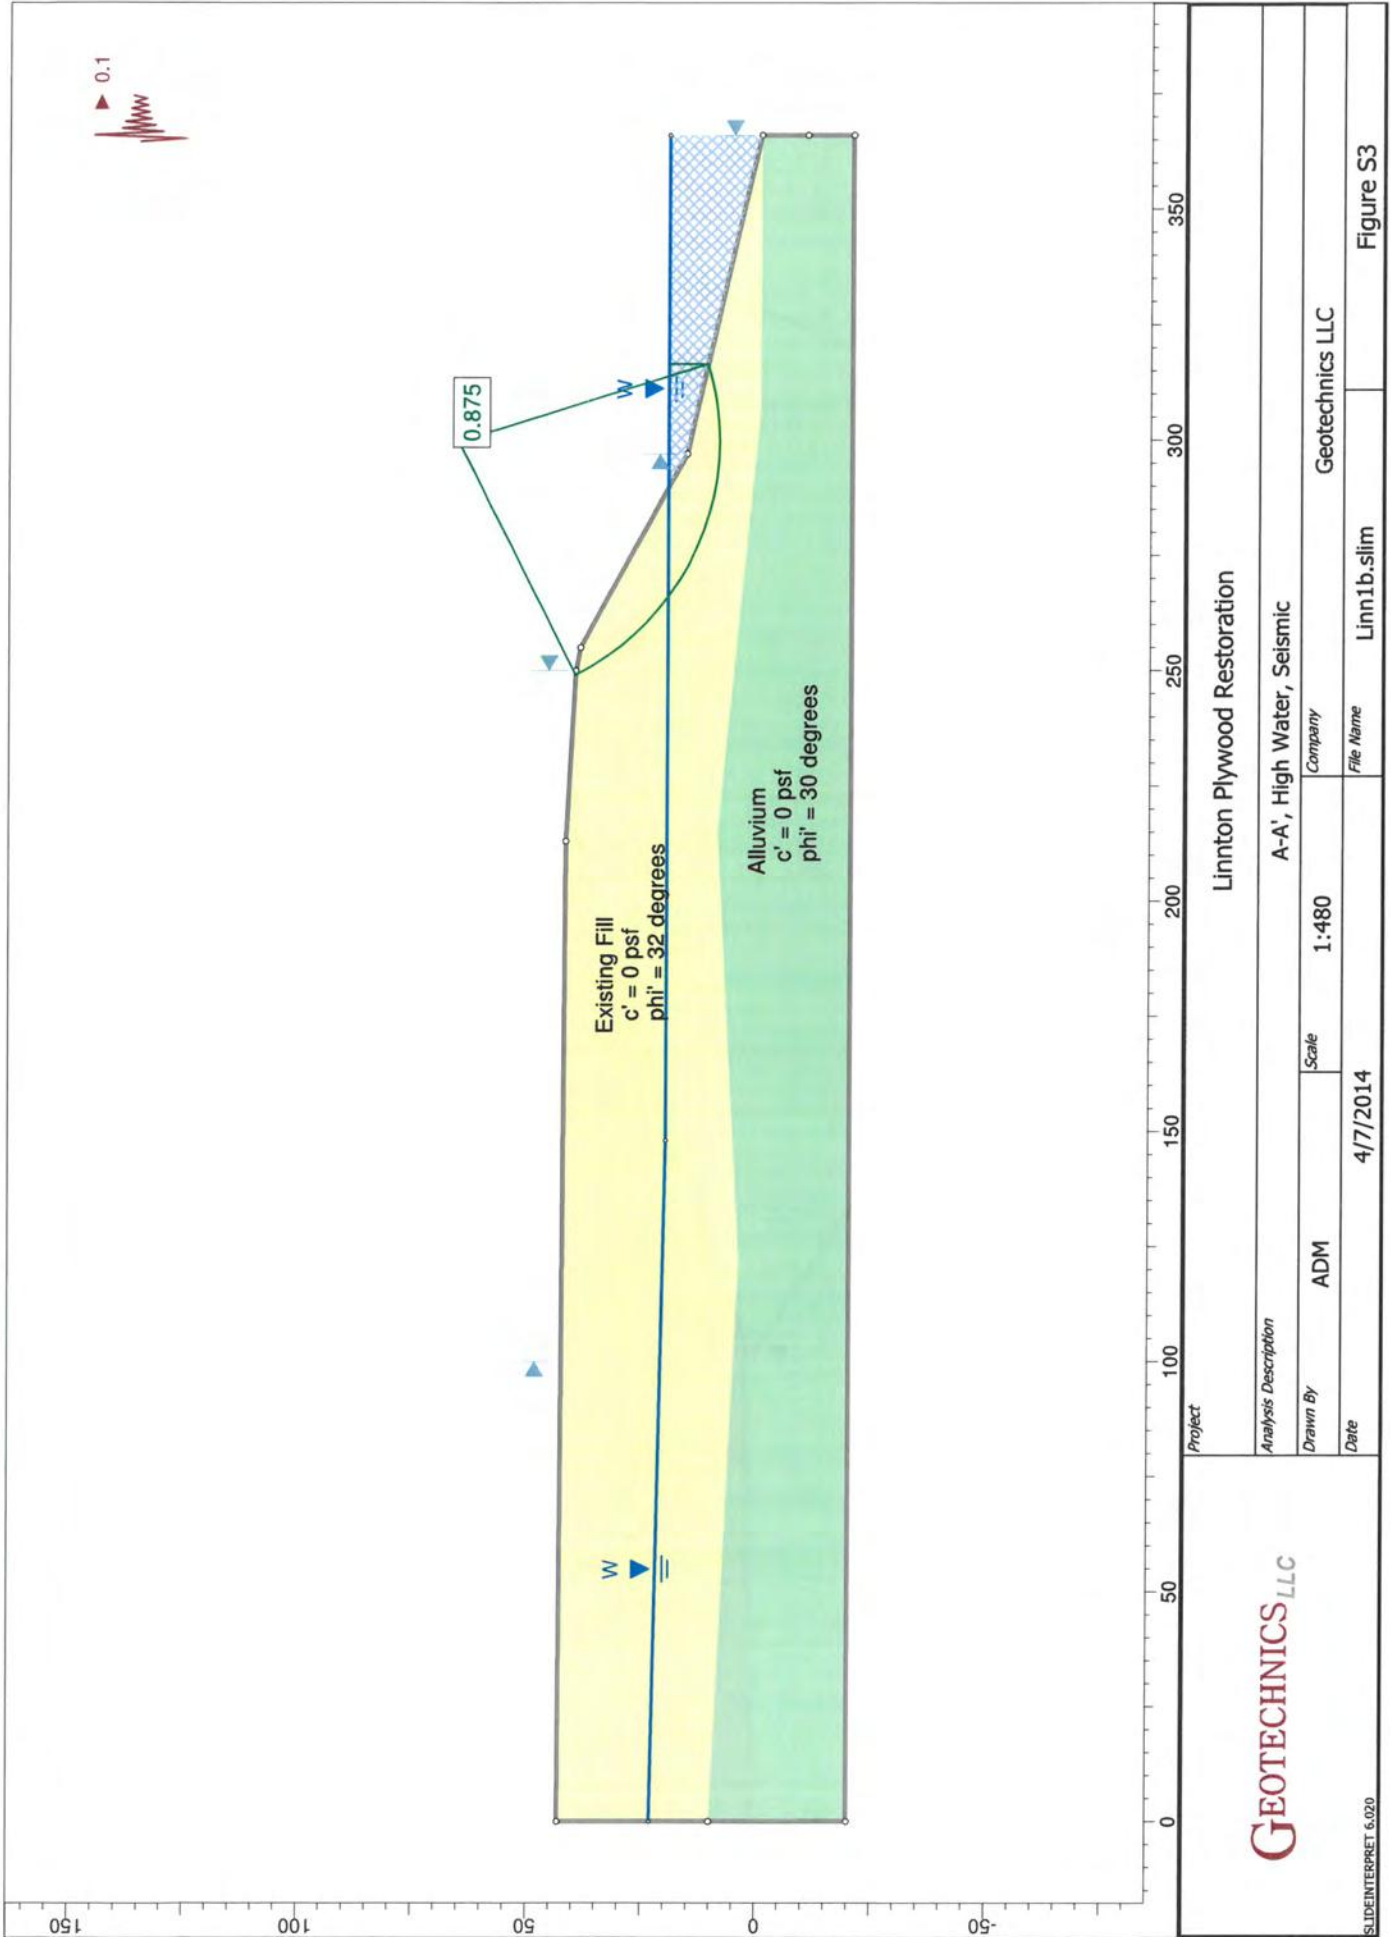 0.1
0.875
W
W
Existing Fill
c' = 0 psf
phi' = 32 degrees
Alluvium
c' = 0 psf
phi' = 30 degrees
150
100
50
0
-50
0
50
100
150
200
250
300
350
GEOTECHNICS LLC
Project
Linnton Plywood Restoration
Analysis Description
A-A', High Water, Seismic
Drawn By
ADM
Scale
1:480
Company
Geotechnics LLC
Date
4/7/2014
File Name
Linn1b.slim
Figure S3
SLIDEINTERPRET 6.020